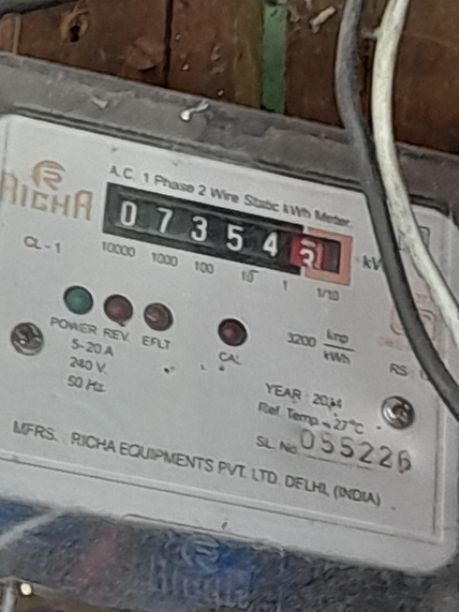 RICHA
A.C. 1 Phase 2 Wire Static kWh Meter.
0 7 3 5 4
10000 1000 100 10 1 1/10
CL - 1
POWER REV. EFLT
CAL
3200 imp/kWh
5-20 A
240 V.
50 Hz.
YEAR : 2014
Ref. Temp. = 27°C
SL. No. 055226
MFRS. : RICHA EQUIPMENTS PVT. LTD. DELHI, (INDIA)